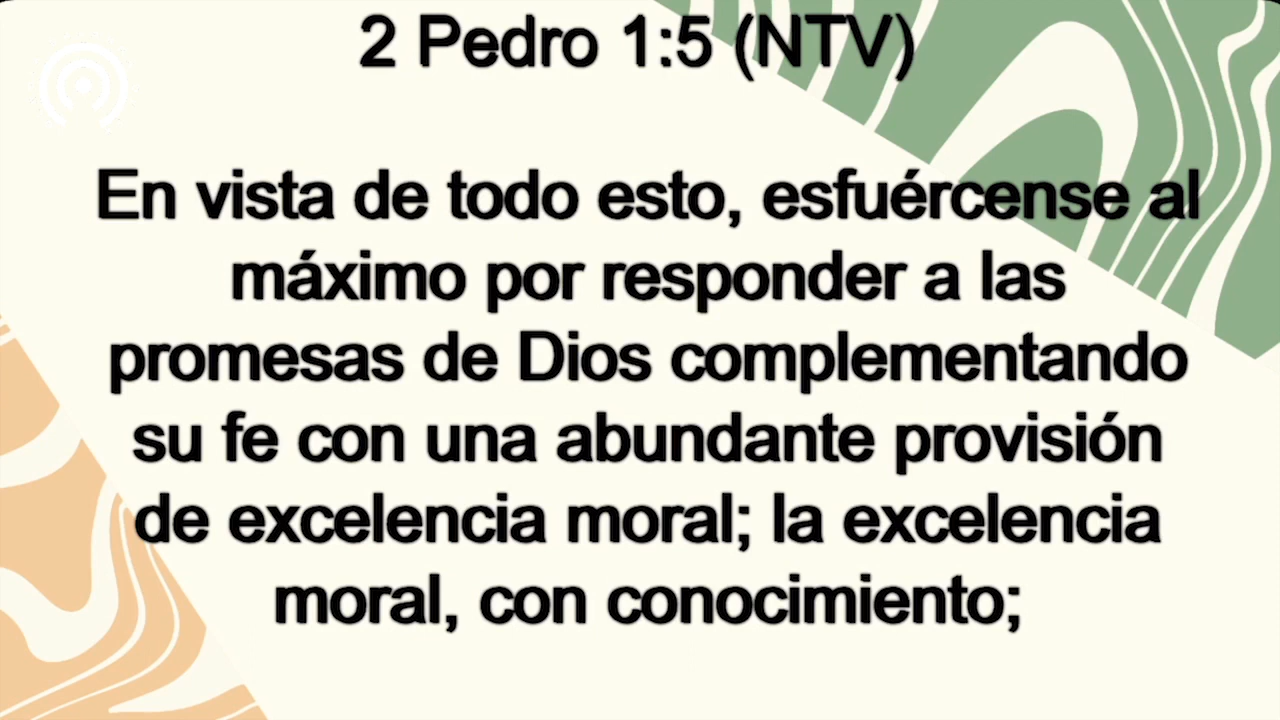 2 Pedro 1:5 (NTV)
En vista de todo esto, esfuércense al
máximo por responder a las
promesas de Dios complementando
su fe con una abundante provisión
de excelencia moral; la excelencia
moral, con conocimiento;